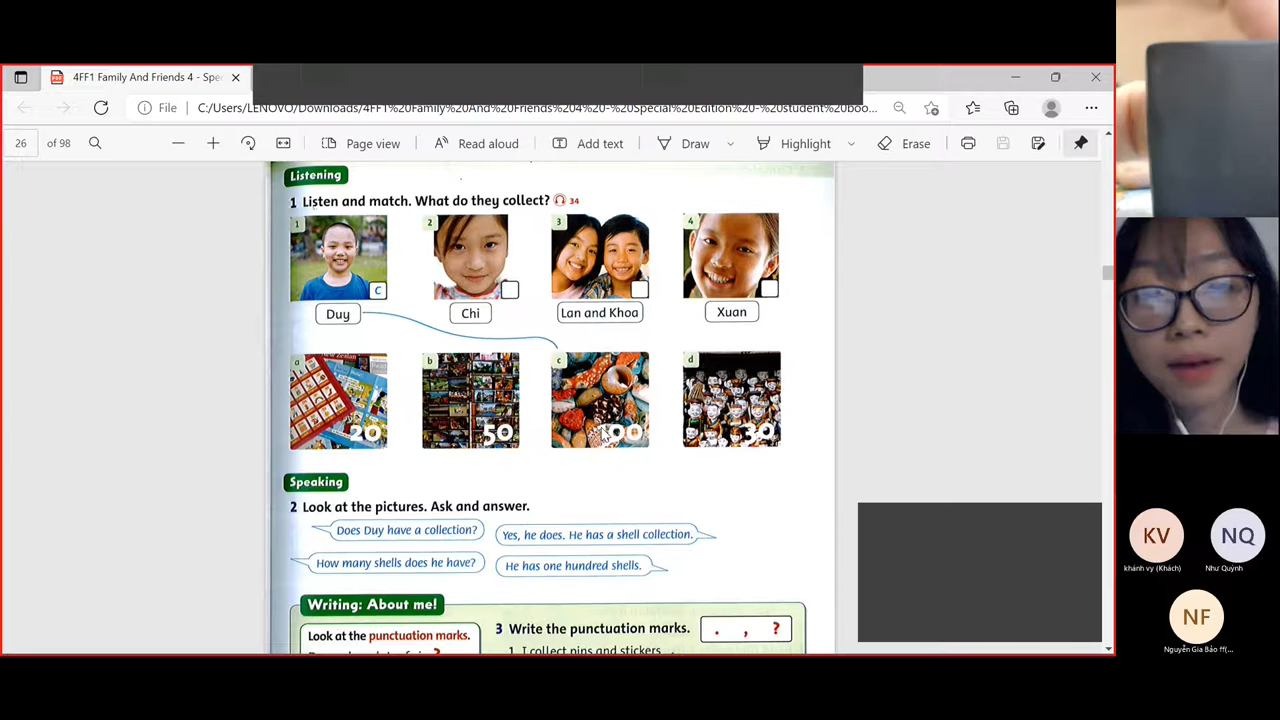 4FF1 Family And Friends 4 - Spe
File C:/Users/LENOVO/Downloads/4FF1%20Family%20And%20Friends%204%20-%20Special%20Edition%20-%20student%20boo...
26 of 98 Page view Read aloud Add text Draw Highlight Erase
Listening
1 Listen and match. What do they collect? 34
1 2 3 4
C
Duy Chi Lan and Khoa Xuan
a b c d
20 50 00 30
Speaking
2 Look at the pictures. Ask and answer.
Does Duy have a collection? Yes, he does. He has a shell collection.
How many shells does he have? He has one hundred shells.
Writing: About me!
Look at the punctuation marks.
3 Write the punctuation marks. . , ?
1. I collect pins and stickers
KV NQ
khánh vy (Khách) Như Quỳnh
NF
Nguyễn Gia Bảo ff(...